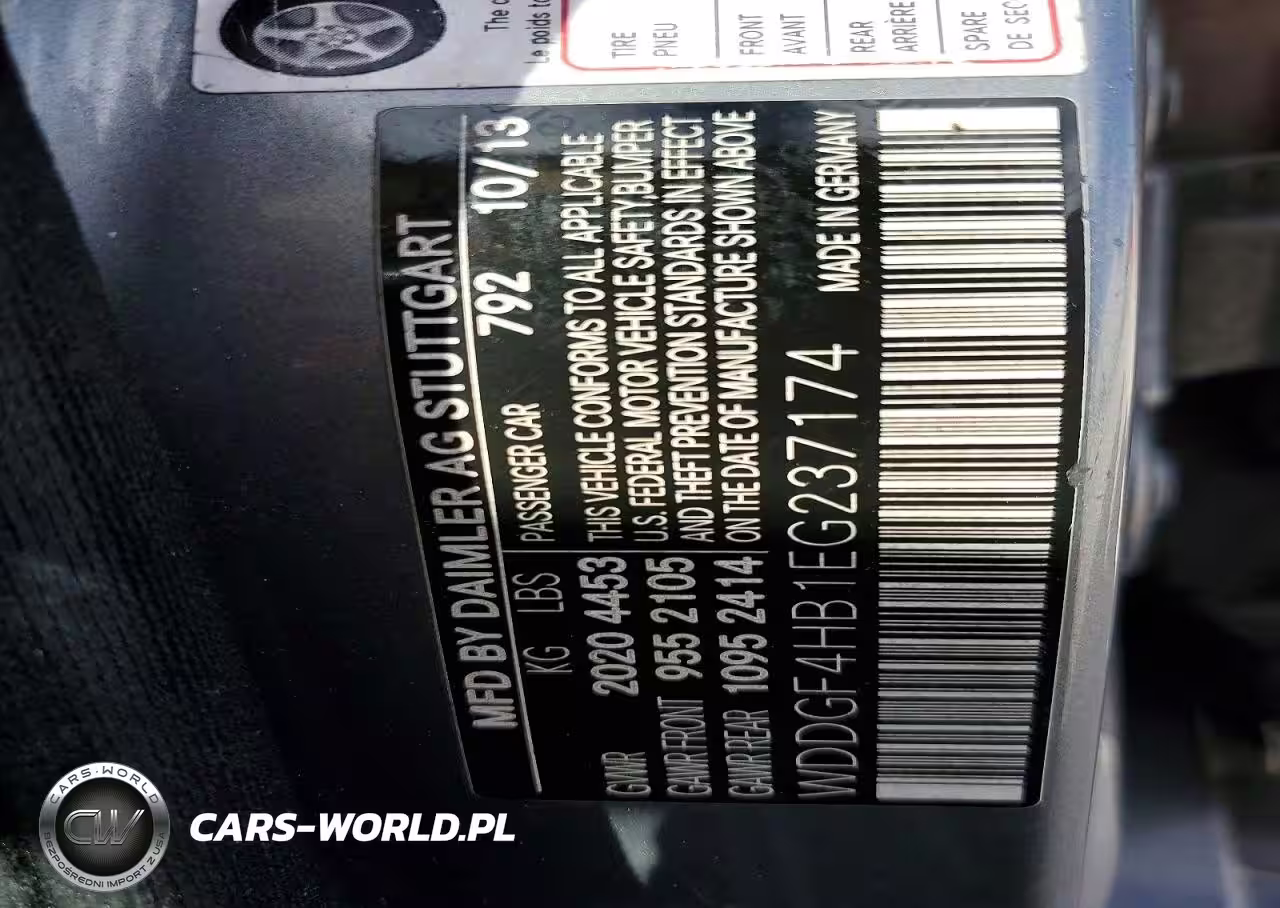 The
Le poids
TIRE
PNEU
FRONT
AVANT
REAR
ARRIÈRE
SPARE
DE SEC
MFD BY DAIMLER AG STUTTGART
PASSENGER CAR 792 10/13
KG LBS
GVWR 2020 4453
GAWR FRONT 955 2105
GAWR REAR 1095 2414
THIS VEHICLE CONFORMS TO ALL APPLICABLE
U.S. FEDERAL MOTOR VEHICLE SAFETY,BUMPER
AND THEFT PREVENTION STANDARDS IN EFFECT
ON THE DATE OF MANUFACTURE SHOWN ABOVE
MADE IN GERMANY
WDDGF4HB1EG237174
CARS-WORLD
CW
BEZPOŚREDNI IMPORT Z USA
CARS-WORLD.PL